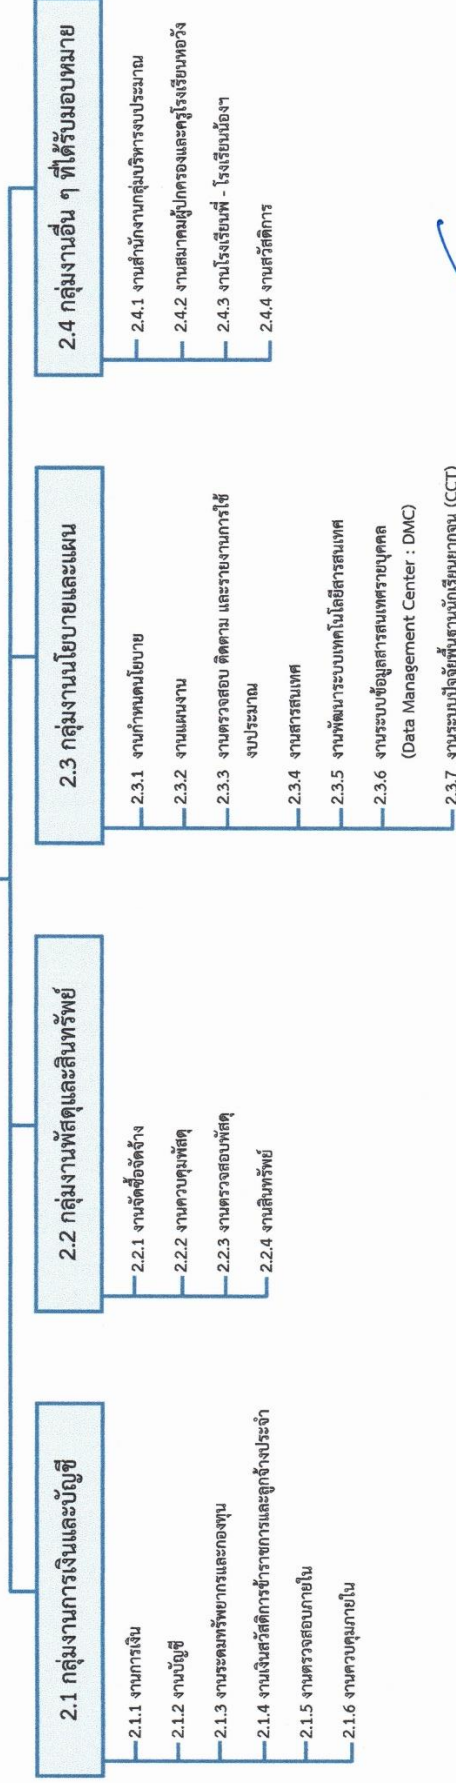 2.1 กลุ่มงานการเงินและบัญชี
2.1.1 งานการเงิน
2.1.2 งานบัญชี
2.1.3 งานระดมทรัพยากรและกองทุน
2.1.4 งานเงินสวัสดิการข้าราชการและลูกจ้างประจำ
2.1.5 งานตรวจสอบภายใน
2.1.6 งานควบคุมภายใน
2.2 กลุ่มงานพัสดุและสินทรัพย์
2.2.1 งานจัดซื้อจัดจ้าง
2.2.2 งานควบคุมพัสดุ
2.2.3 งานตรวจสอบพัสดุ
2.2.4 งานสินทรัพย์
2.3 กลุ่มงานนโยบายและแผน
2.3.1 งานกำหนดนโยบาย
2.3.2 งานแผนงาน
2.3.3 งานตรวจสอบ ติดตาม และรายงานการใช้
งบประมาณ
2.3.4 งานสารสนเทศ
2.3.5 งานพัฒนาระบบเทคโนโลยีสารสนเทศ
2.3.6 งานระบบข้อมูลสารสนเทศรายบุคคล
(Data Management Center : DMC)
2.3.7 งานระบบปัจจัยพื้นฐานนักเรียนยากจน (CCT)
2.4 กลุ่มงานอื่น ๆ ที่ได้รับมอบหมาย
2.4.1 งานสำนักงานกลุ่มบริหารงบประมาณ
2.4.2 งานสมาคมผู้ปกครองและครูโรงเรียนหอวัง
2.4.3 งานโรงเรียนพี่ - โรงเรียนน้องฯ
2.4.4 งานสวัสดิการ